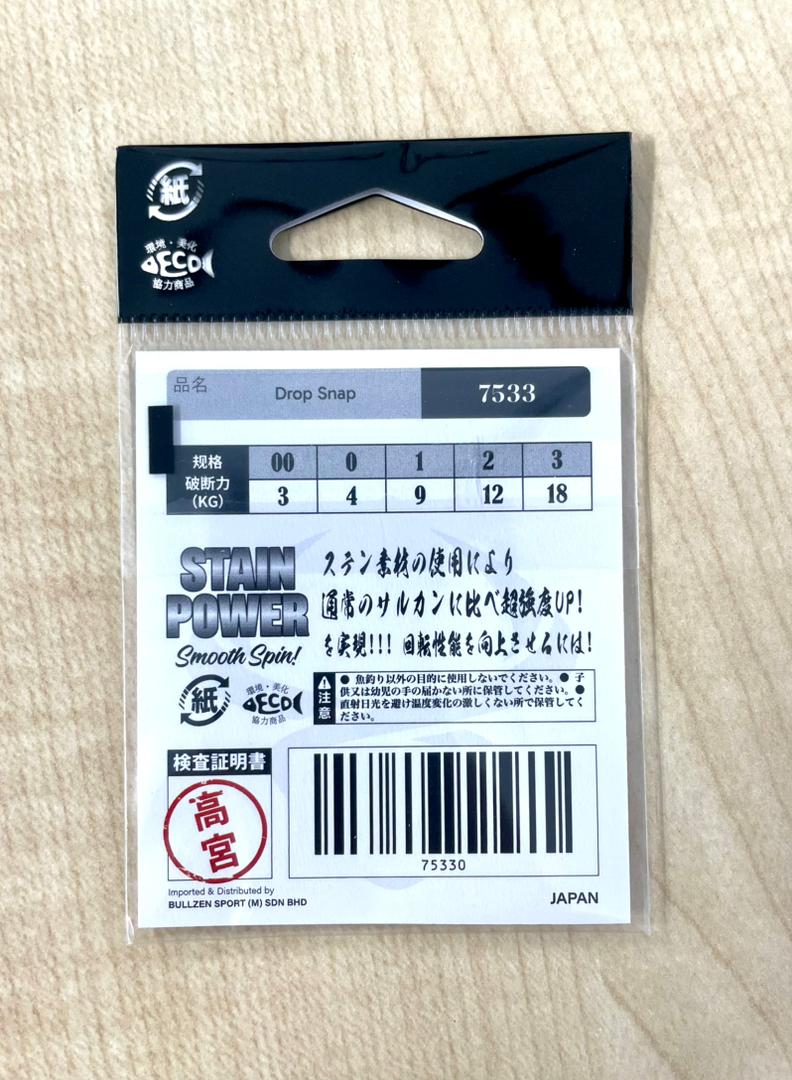 紙
環境・美化
ECO
協力商品
品名 Drop Snap 7533
规格 00 0 1 2 3
破断力 (KG) 3 4 9 12 18
STAIN
POWER
Smooth Spin!
ステン素材の使用により
通常のサルカンに比べ超強度UP!
を実現!!! 回転性能を向上させるには!
紙
環境・美化
ECO
協力商品
注意
● 魚釣り以外の目的に使用しないでください。● 子
供又は幼児の手の届かない所に保管してください。●
直射日光を避け温度変化の激しくない所で保管してく
ださい。
検査証明書
高宮
75330
Imported & Distributed by
BULLZEN SPORT (M) SDN BHD
JAPAN